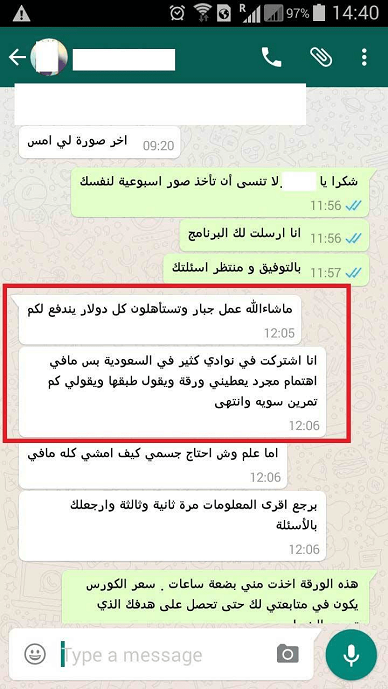 97% 14:40
R
اخر صورة لي امس
09:20
شكرا يا لا تنسى أن تأخذ صور اسبوعية لنفسك
11:56
انا ارسلت لك البرنامج
11:56
بالتوفيق و منتظر اسئلتك
11:57
ماشاءالله عمل جبار وتستأهلون كل دولار يندفع لكم
12:05
انا اشتركت في نوادي كثير في السعودية بس مافي
اهتمام مجرد يعطيني ورقة ويقول طبقها ويقولي كم
تمرين سويه وانتهى
12:06
اما علم وش احتاج جسمي كيف امشي كله مافي
12:06
برجع اقرى المعلومات مرة ثانية وثالثة وارجعلك
بالأسئلة
12:06
هذه الورقة اخذت مني بضعة ساعات . سعر الكورس
يكون في متابعتي لك حتى تحصل على هدفك الذي
Type a message